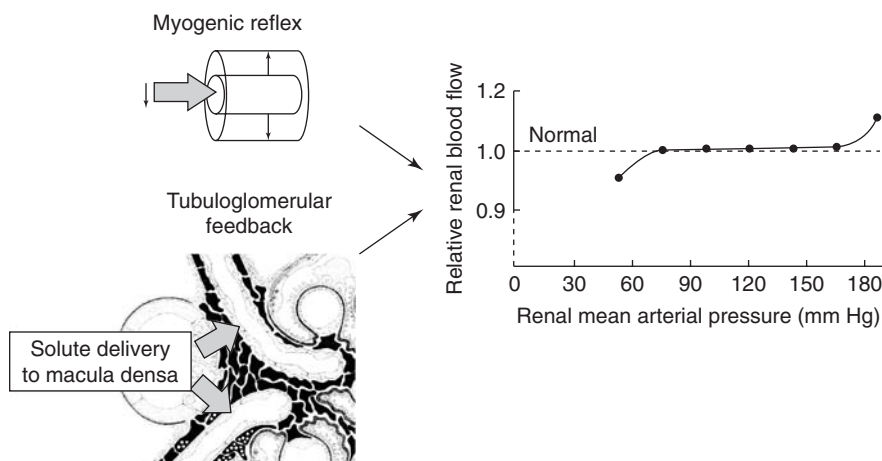 Myogenic reflex
Tubuloglomerular
feedback
Solute delivery
to macula densa
Relative renal blood flow
1.2
1.0
0.9
Normal
0 30 60 90 120 150 180
Renal mean arterial pressure (mm Hg)